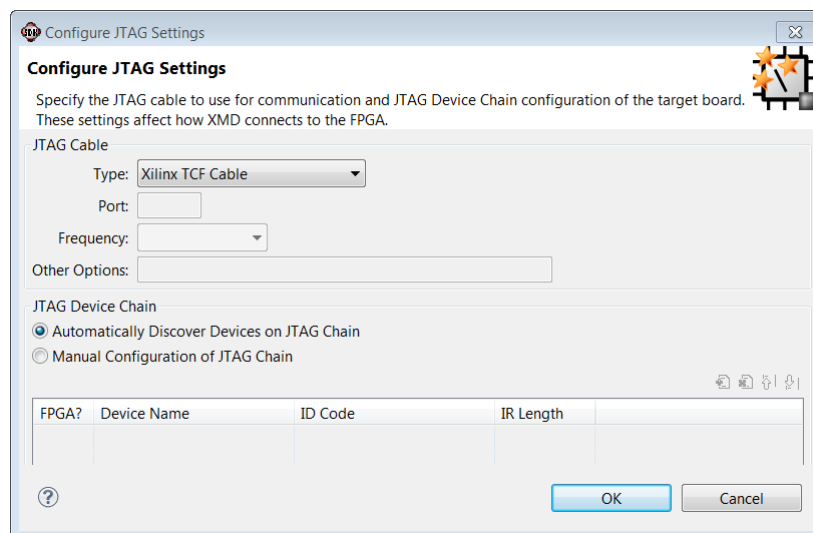 SDK Configure JTAG Settings
Configure JTAG Settings
Specify the JTAG cable to use for communication and JTAG Device Chain configuration of the target board.
These settings affect how XMD connects to the FPGA.
JTAG Cable
Type: Xilinx TCF Cable
Port:
Frequency:
Other Options:
JTAG Device Chain
Automatically Discover Devices on JTAG Chain
Manual Configuration of JTAG Chain
FPGA? Device Name ID Code IR Length
?
OK Cancel